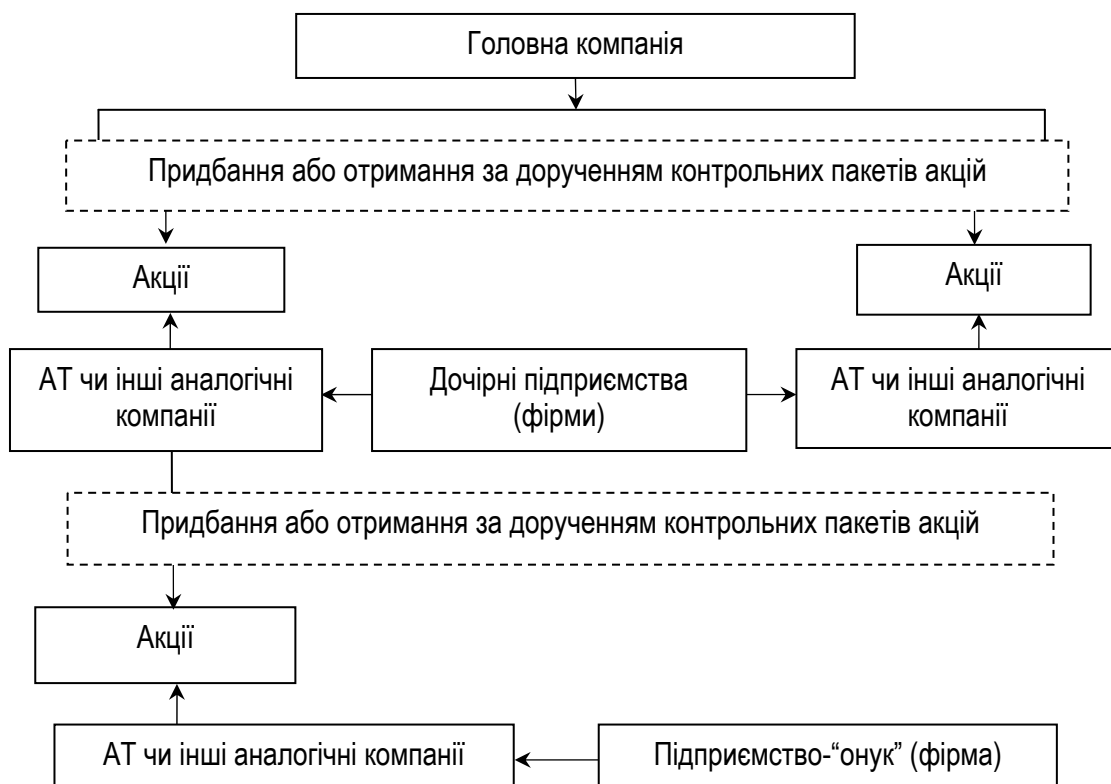 Головна компанія
Придбання або отримання за дорученням контрольних пакетів акцій
Акції
Акції
АТ чи інші аналогічні
компанії
Дочірні підприємства
(фірми)
АТ чи інші аналогічні
компанії
Придбання або отримання за дорученням контрольних пакетів акцій
Акції
АТ чи інші аналогічні компанії
Підприємство-“онук” (фірма)